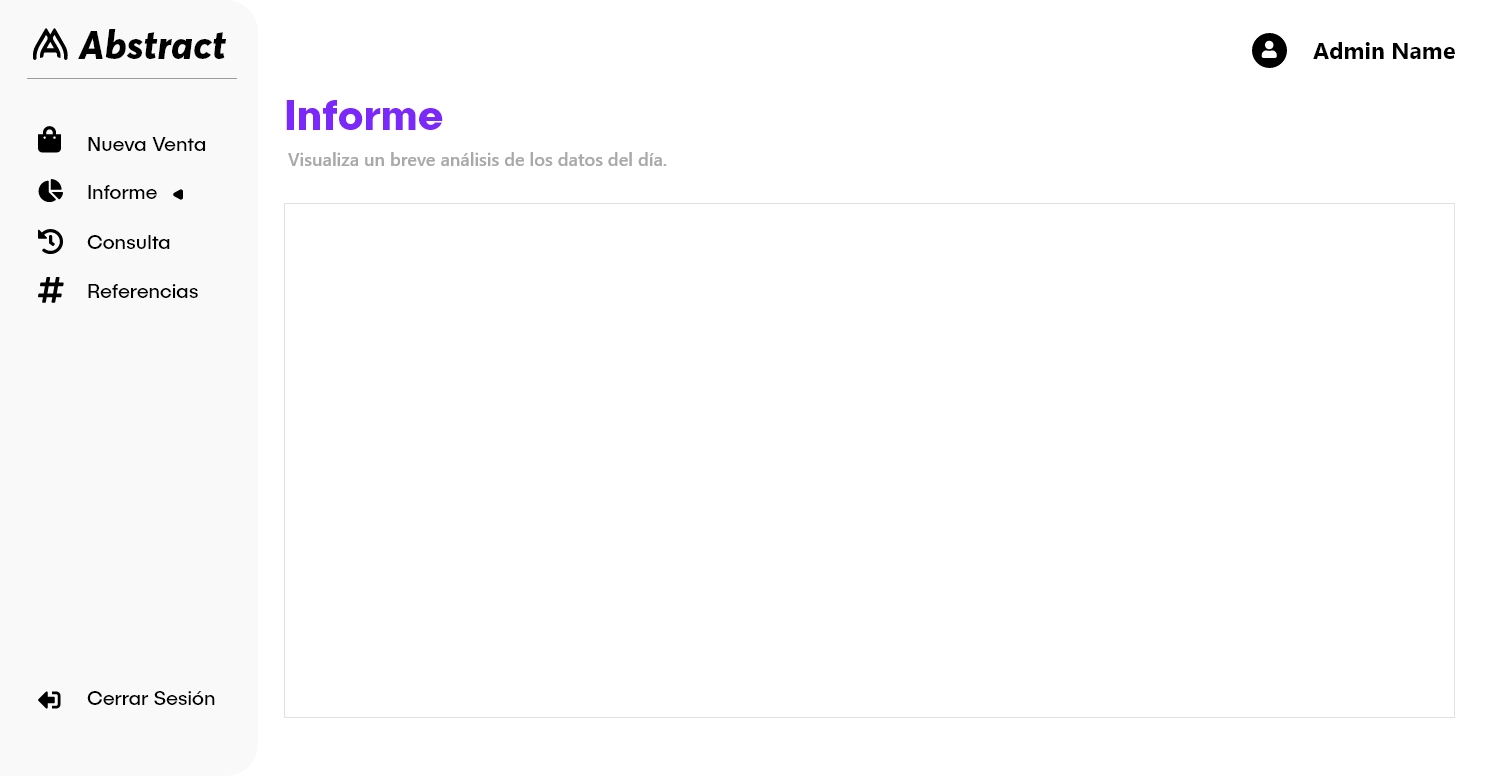 Abstract
Admin Name
Informe
Visualiza un breve análisis de los datos del día.
Nueva Venta
Informe
Consulta
Referencias
Cerrar Sesión